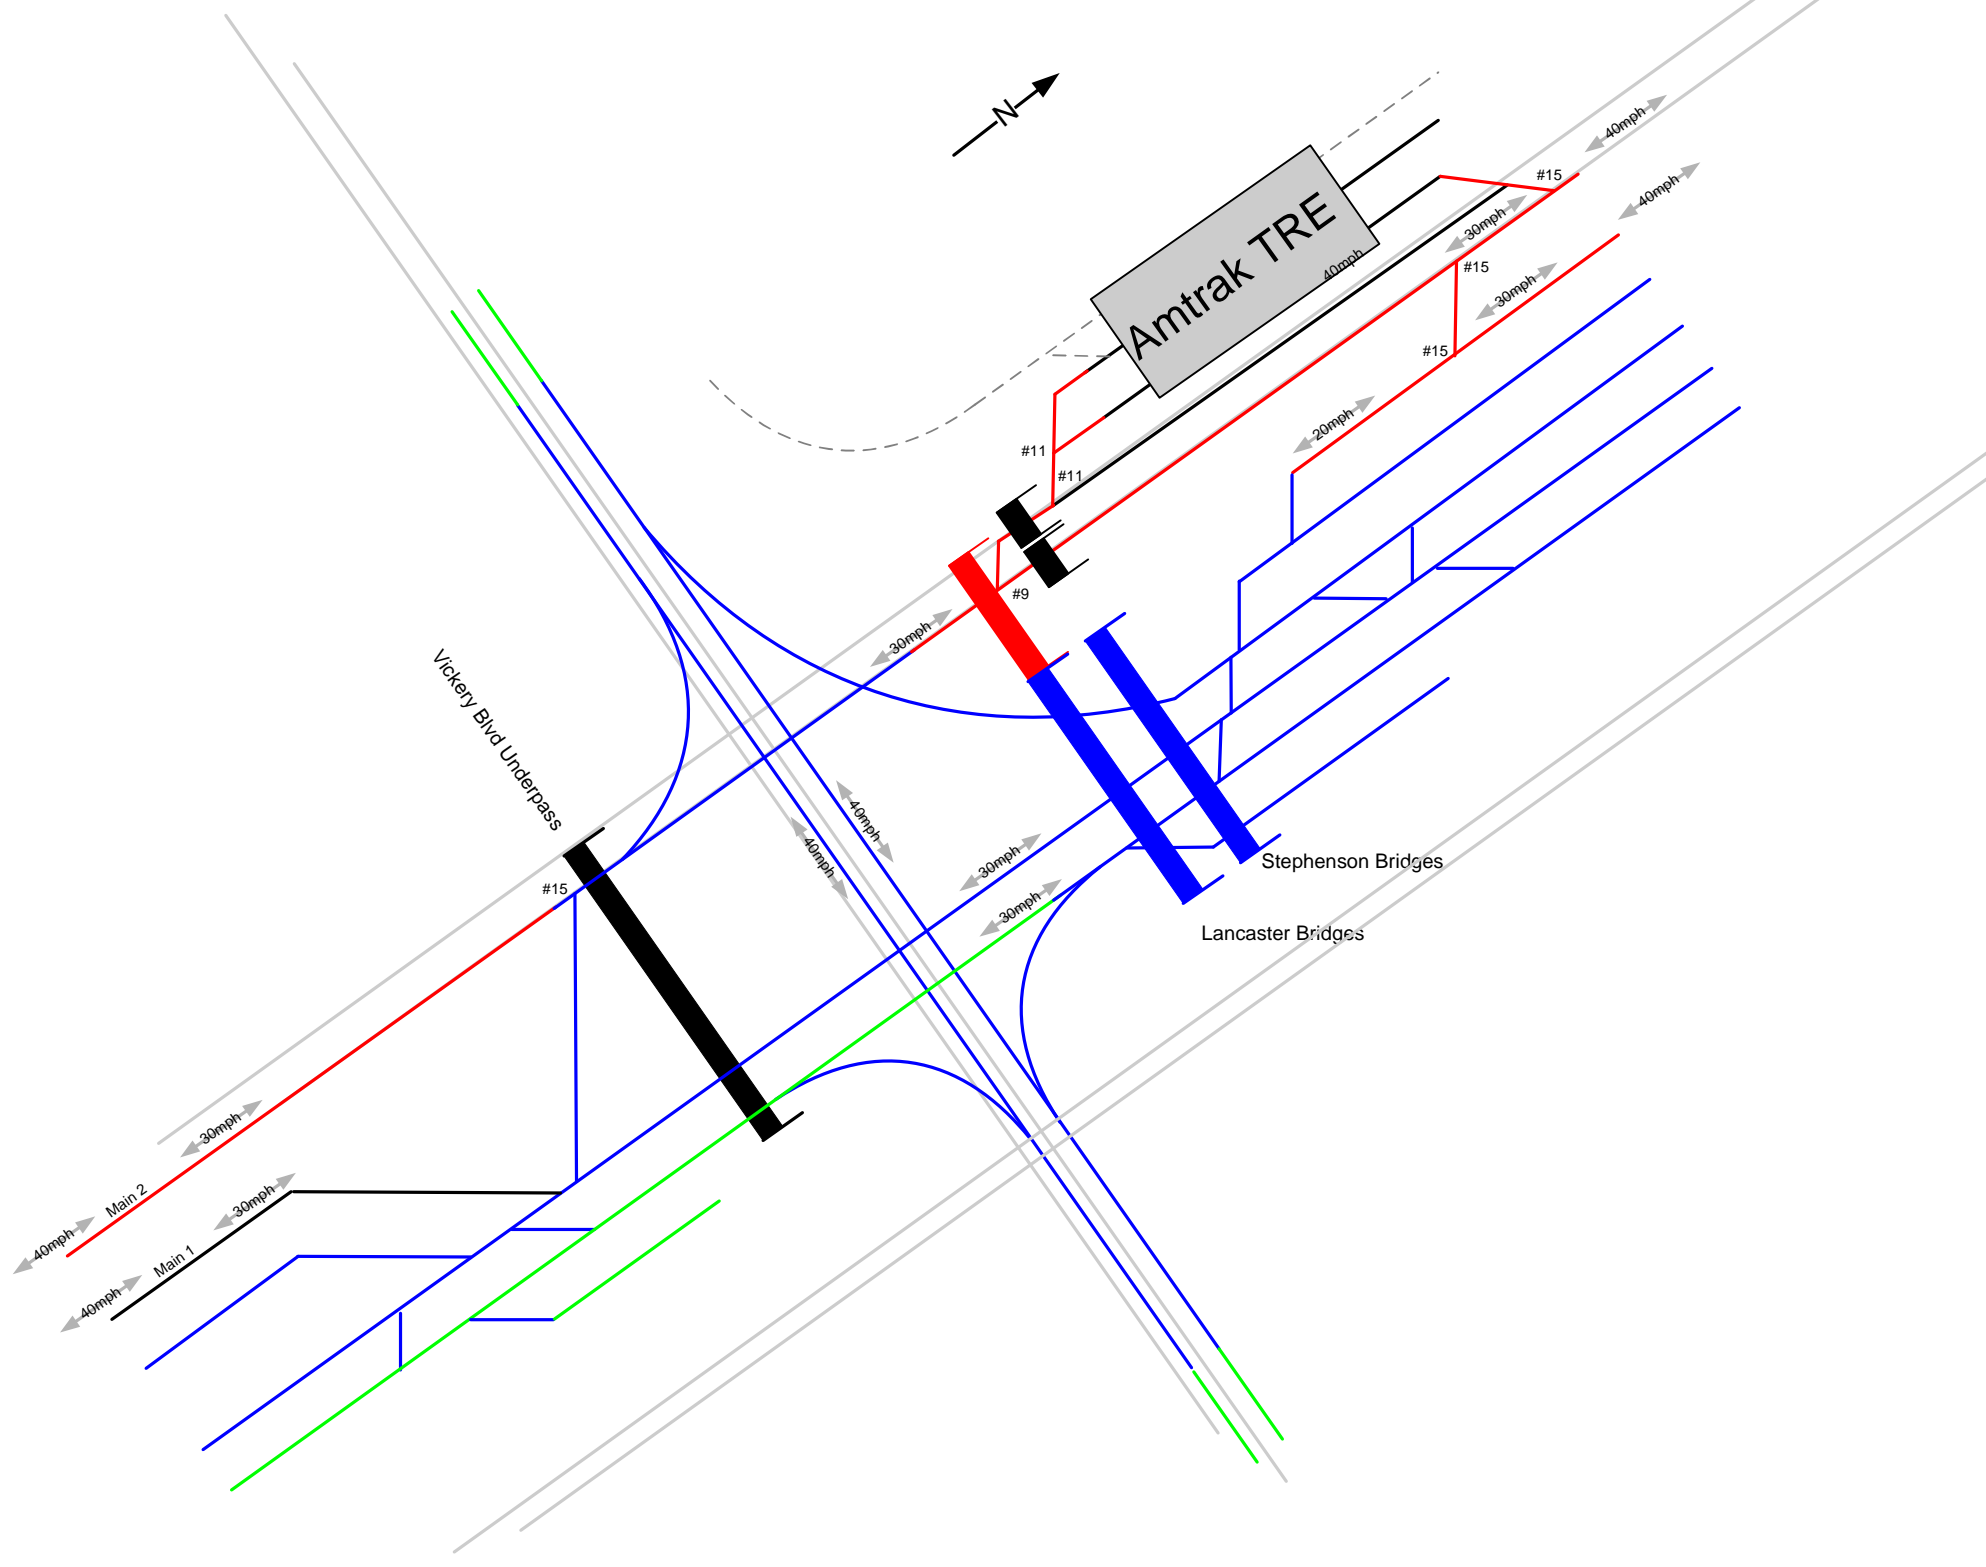 N
40mph
#15
40mph
30mph
Amtrak TRE
40mph
#15
30mph
#15
20mph
#11
#11
#9
30mph
Vickery Blvd Underpass
40mph
40mph
30mph
Stephenson Bridges
#15
30mph
Lancaster Bridges
30mph
Main 2
30mph
40mph
Main 1
40mph